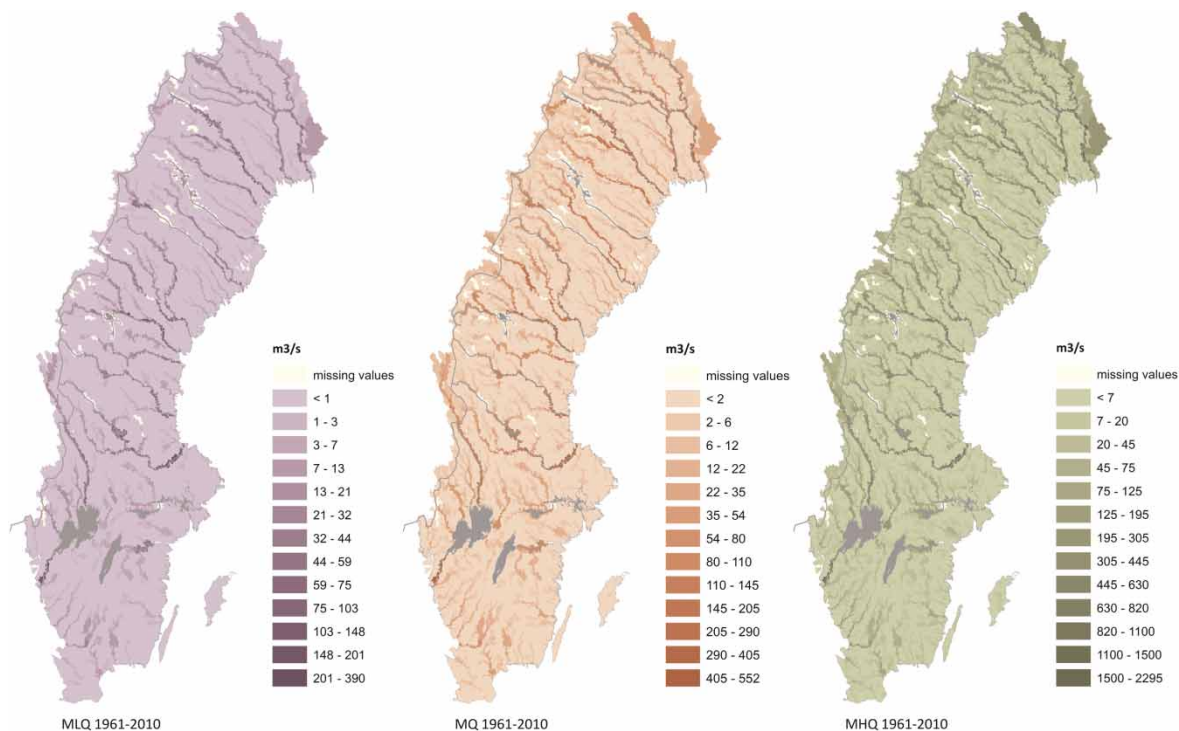 m3/s
missing values
< 1
1 - 3
3 - 7
7 - 13
13 - 21
21 - 32
32 - 44
44 - 59
59 - 75
75 - 103
103 - 148
148 - 201
201 - 390
MLQ 1961-2010
m3/s
missing values
< 2
2 - 6
6 - 12
12 - 22
22 - 35
35 - 54
54 - 80
80 - 110
110 - 145
145 - 205
205 - 290
290 - 405
405 - 552
MQ 1961-2010
m3/s
missing values
< 7
7 - 20
20 - 45
45 - 75
75 - 125
125 - 195
195 - 305
305 - 445
445 - 630
630 - 820
820 - 1100
1100 - 1500
1500 - 2295
MHQ 1961-2010